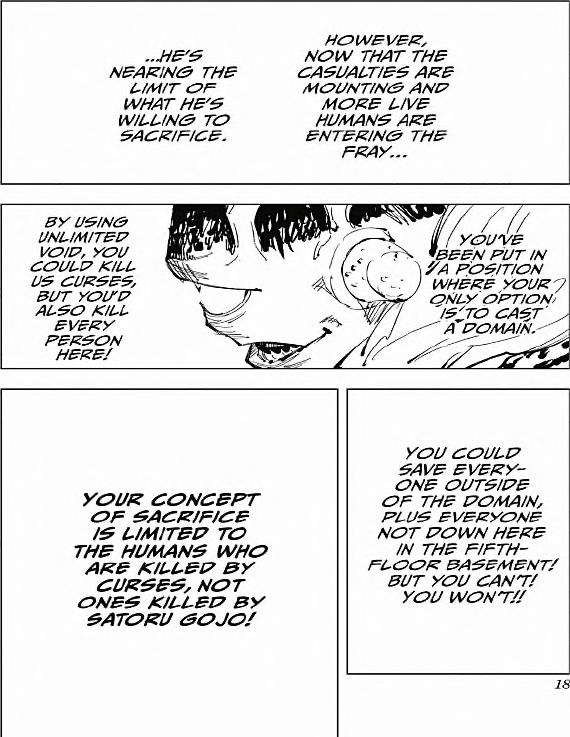 HOWEVER,
NOW THAT THE
CASUALTIES ARE
MOUNTING AND
MORE LIVE
HUMANS ARE
ENTERING THE
FRAY...
...HE'S
NEARING THE
LIMIT OF
WHAT HE'S
WILLING TO
SACRIFICE.
YOU'VE
BEEN PUT IN
A POSITION
WHERE YOUR
ONLY OPTION
IS TO CAST
A DOMAIN.
BY USING
UNLIMITED
VOID, YOU
COULD KILL
US CURSES,
BUT YOU'D
ALSO KILL
EVERY
PERSON
HERE!
YOU COULD
SAVE EVERY-
ONE OUTSIDE
OF THE DOMAIN,
PLUS EVERYONE
NOT DOWN HERE
IN THE FIFTH-
FLOOR BASEMENT!
BUT YOU CAN'T!
YOU WON'T!!
YOUR CONCEPT
OF SACRIFICE
IS LIMITED TO
THE HUMANS WHO
ARE KILLED BY
CURSES, NOT
ONES KILLED BY
SATORU GOJO!
18